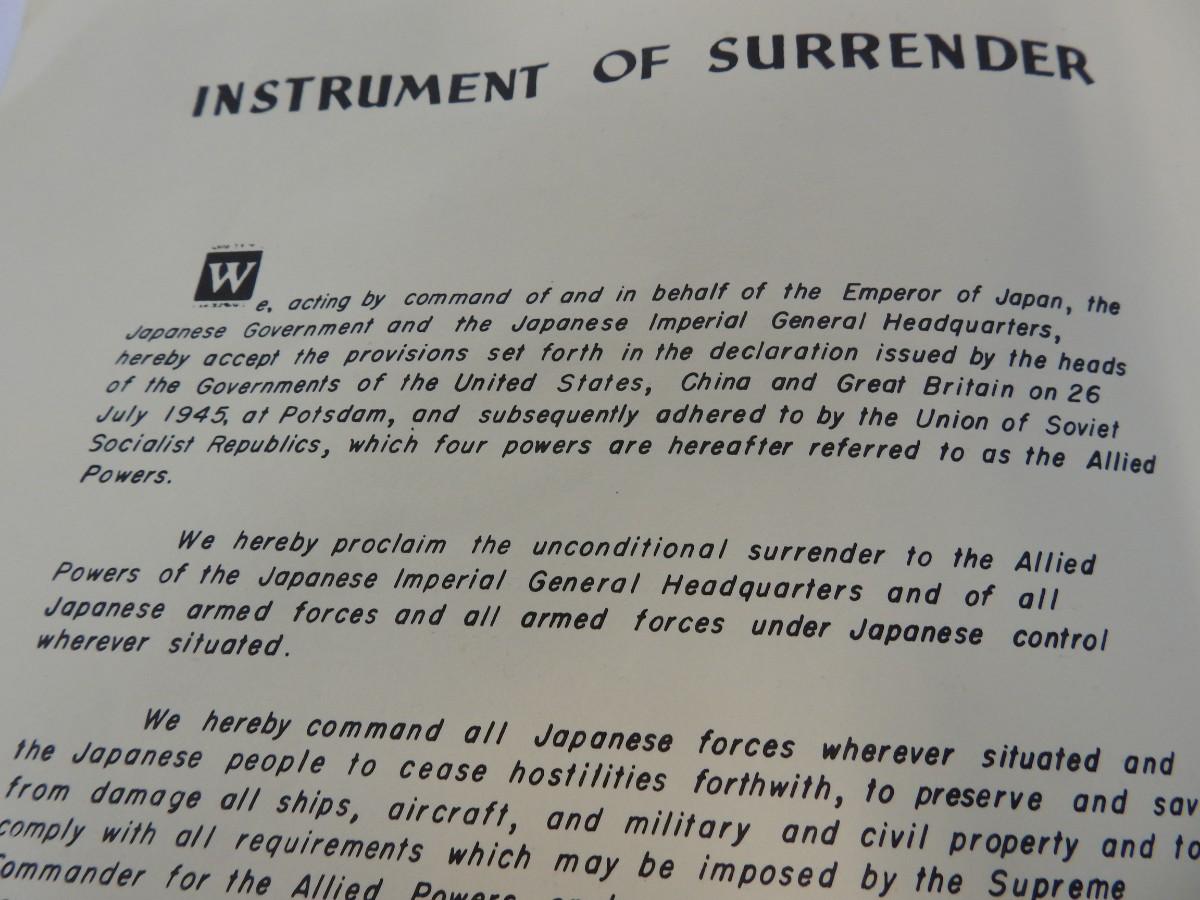 INSTRUMENT OF SURRENDER
We, acting by command of and in behalf of the Emperor of Japan, the
Japanese Government and the Japanese Imperial General Headquarters,
hereby accept the provisions set forth in the declaration issued by the heads
of the Governments of the United States, China and Great Britain on 26
July 1945, at Potsdam, and subsequently adhered to by the Union of Soviet
Socialist Republics, which four powers are hereafter referred to as the Allied
Powers.
We hereby proclaim the unconditional surrender to the Allied
Powers of the Japanese Imperial General Headquarters and of all
Japanese armed forces and all armed forces under Japanese control
wherever situated.
We hereby command all Japanese forces wherever situated and
the Japanese people to cease hostilities forthwith, to preserve and sav
from damage all ships, aircraft, and military and civil property and to
comply with all requirements which may be imposed by the Supreme
ommander for the Allied Powers